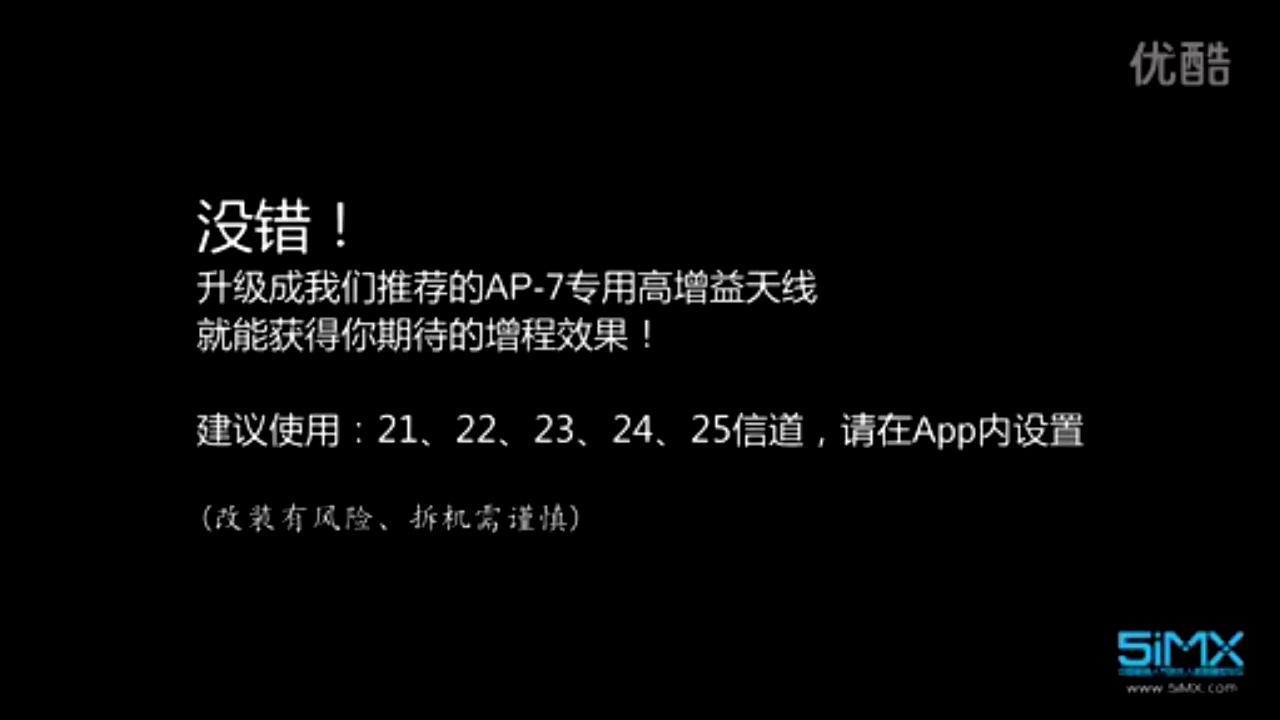 优酷
没错！
升级成我们推荐的AP-7专用高增益天线
就能获得你期待的增程效果！
建议使用：21、22、23、24、25信道，请在App内设置
(改装有风险、拆机需谨慎)
5iMX
www.5iMX.com